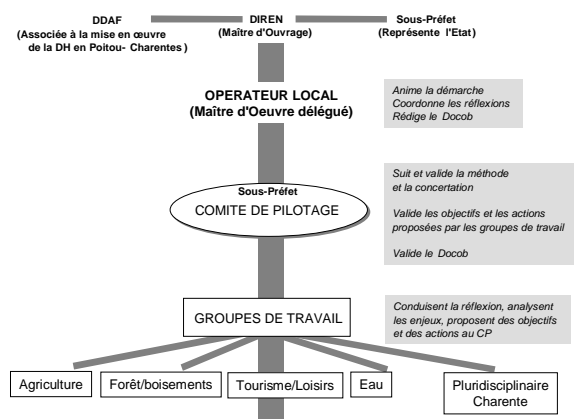 DDAF
(Associée à la mise en œuvre
de la DH en Poitou- Charentes)
DIREN
(Maître d'Ouvrage)
Sous-Préfet
(Représente l'Etat)
OPERATEUR LOCAL
(Maître d'Oeuvre délégué)
Anime la démarche
Coordonne les réflexions
Rédige le Docob
Sous-Préfet
COMITE DE PILOTAGE
Suit et valide la méthode
et la concertation
Valide les objectifs et les actions
proposées par les groupes de travail
Valide le Docob
GROUPES DE TRAVAIL
Conduisent la réflexion, analysent
les enjeux, proposent des objectifs
et des actions au CP
Agriculture
Forêt/boisements
Tourisme/Loisirs
Eau
Pluridisciplinaire
Charente